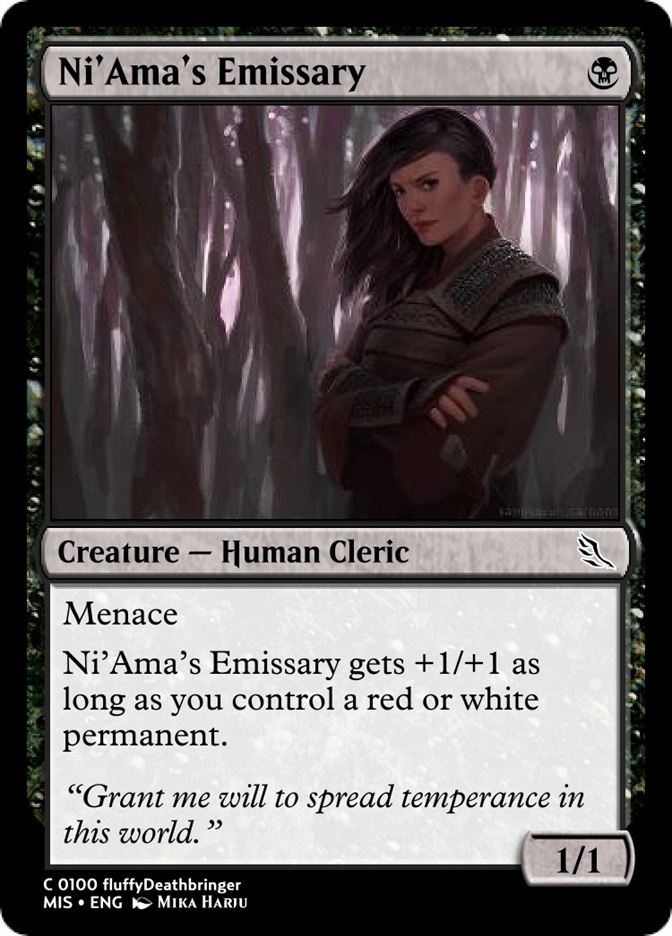 Ni'Ama's Emissary
Creature — Human Cleric
Menace
Ni'Ama's Emissary gets +1/+1 as
long as you control a red or white
permanent.
"Grant me will to spread temperance in
this world."
1/1
C 0100 fluffyDeathbringer
MIS • ENG Mika Harju